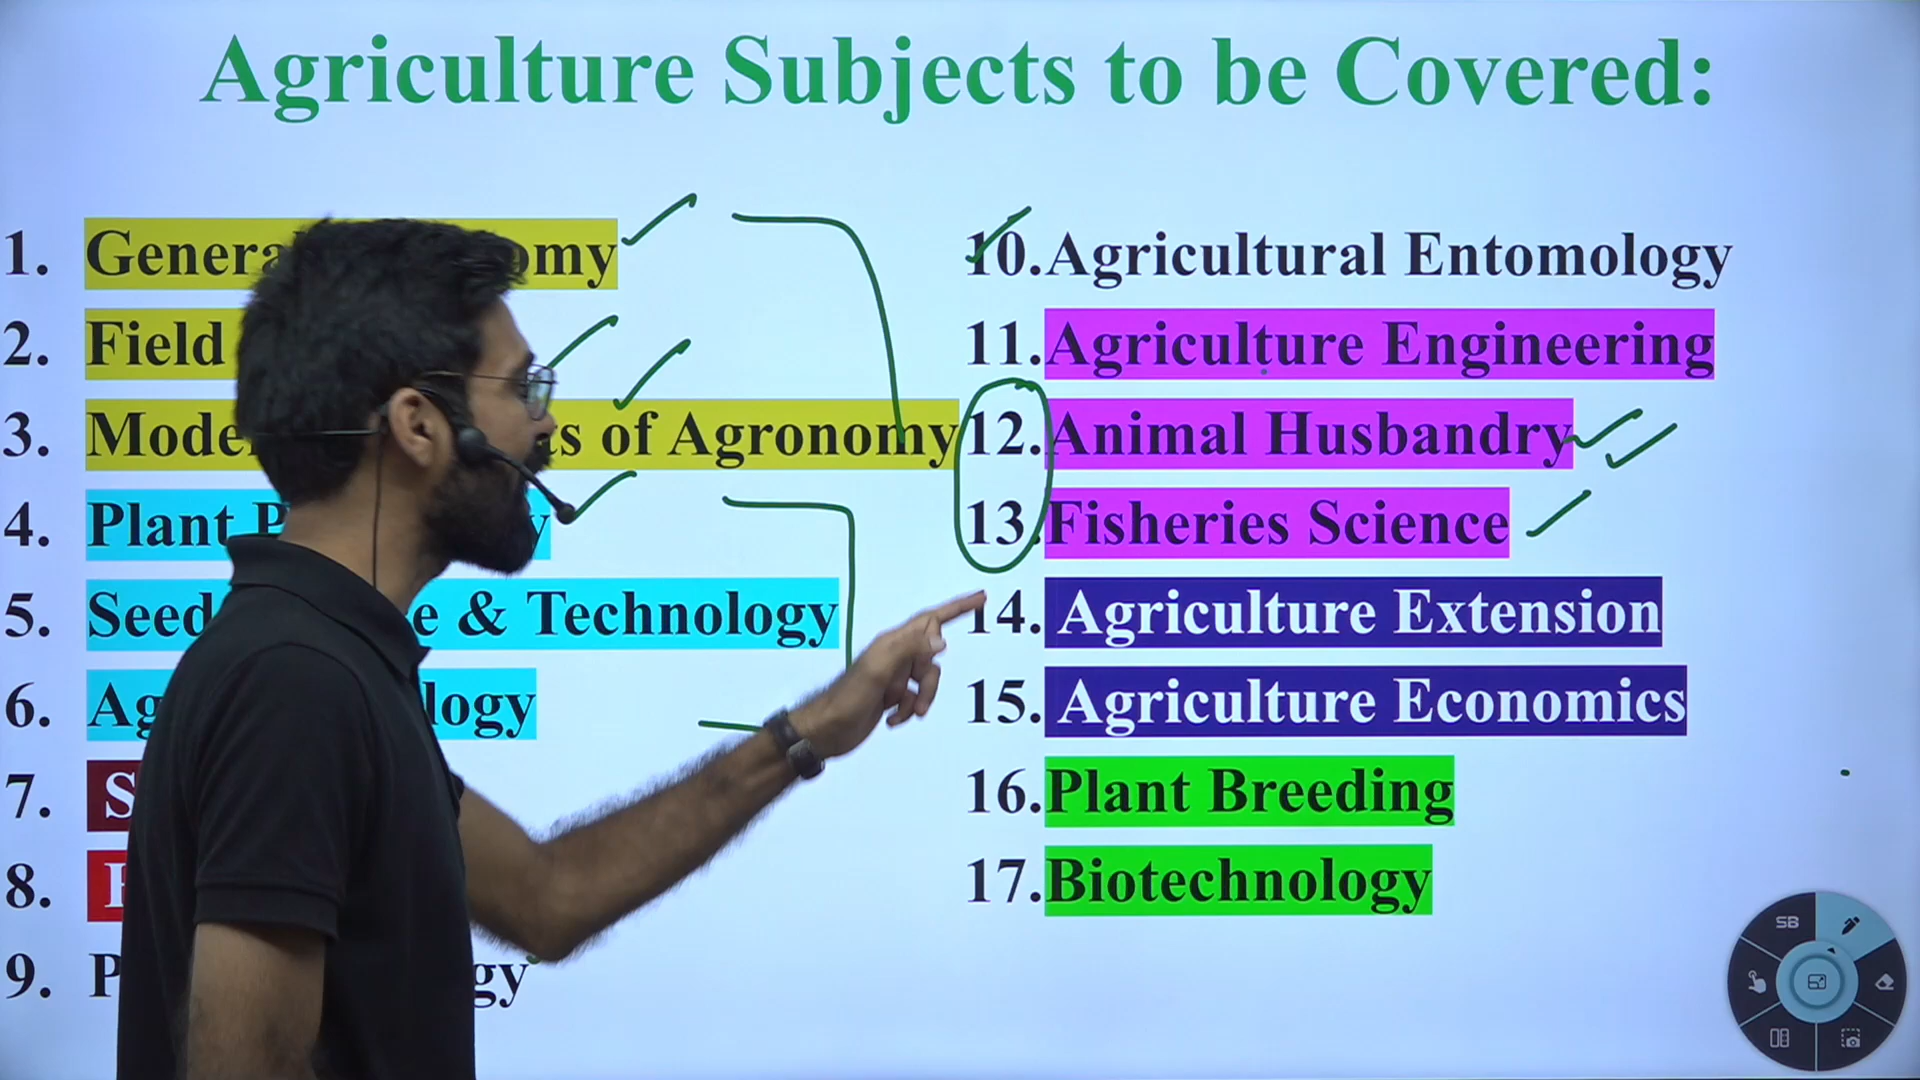 Agriculture Subjects to be Covered:
1. Genera omy
2. Field
3. Mode ts of Agronomy
4. Plant P y
5. Seed e & Technology
6. Ag logy
7. S
8.
9. P gy
10. Agricultural Entomology
11. Agriculture Engineering
12. Animal Husbandry
13. Fisheries Science
14. Agriculture Extension
15. Agriculture Economics
16. Plant Breeding
17. Biotechnology
SB